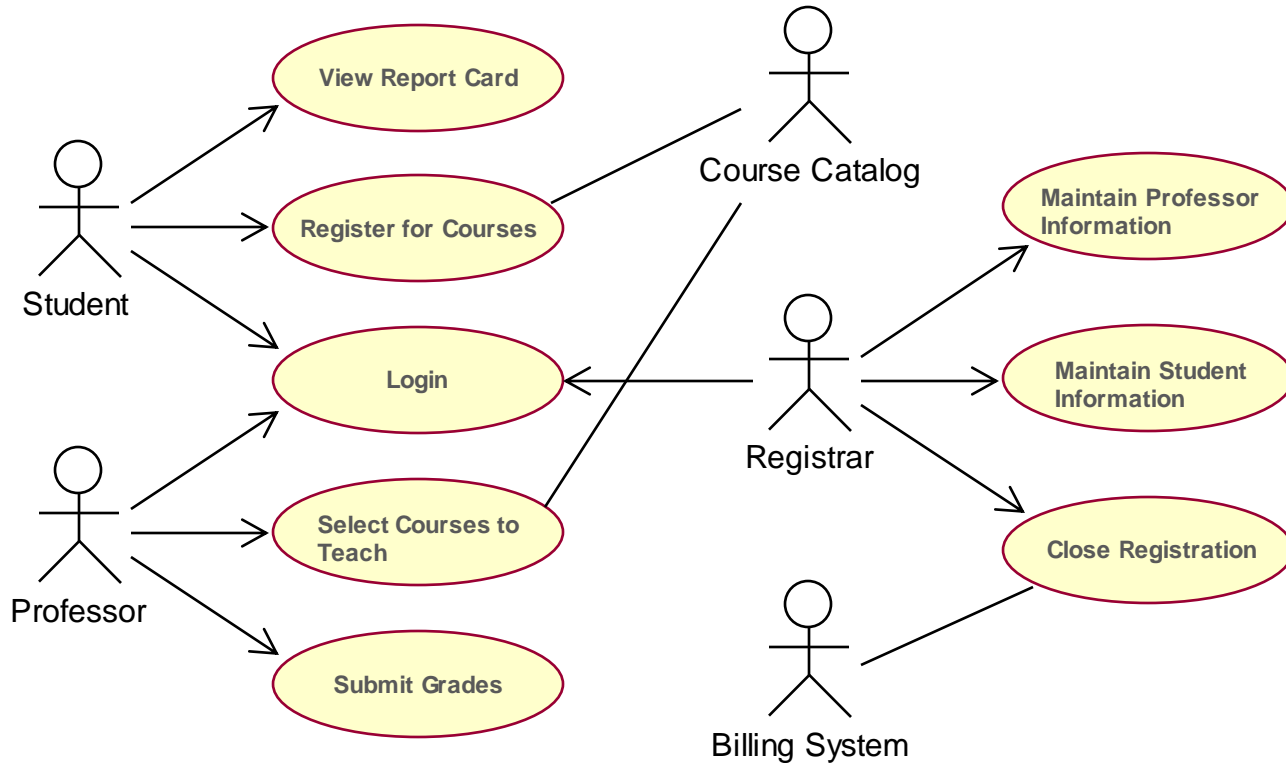 View Report Card
Course Catalog
Maintain Professor
Information
Register for Courses
Student
Login
Maintain Student
Information
Registrar
Select Courses to
Teach
Close Registration
Professor
Submit Grades
Billing System